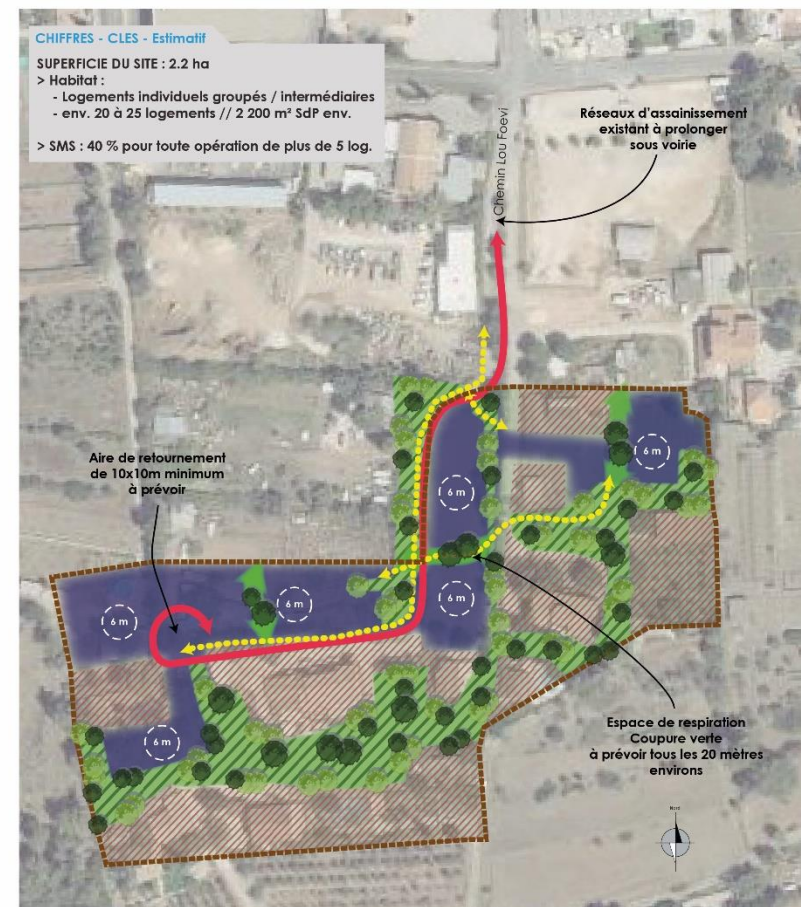 CHIFFRES - CLES - Estimatif
SUPERFICIE DU SITE : 2.2 ha
> Habitat :
- Logements individuels groupés / intermédiaires
- env. 20 à 25 logements // 2 200 m² SdP env.
> SMS : 40 % pour toute opération de plus de 5 log.
Réseaux d'assainissement
existant à prolonger
sous voirie
Chemin Lou Foevi
Aire de retournement
de 10x10m minimum
à prévoir
6 m
6 m
6 m
6 m
6 m
6 m
Espace de respiration
Coupure verte
à prévoir tous les 20 mètres
environs
Nord